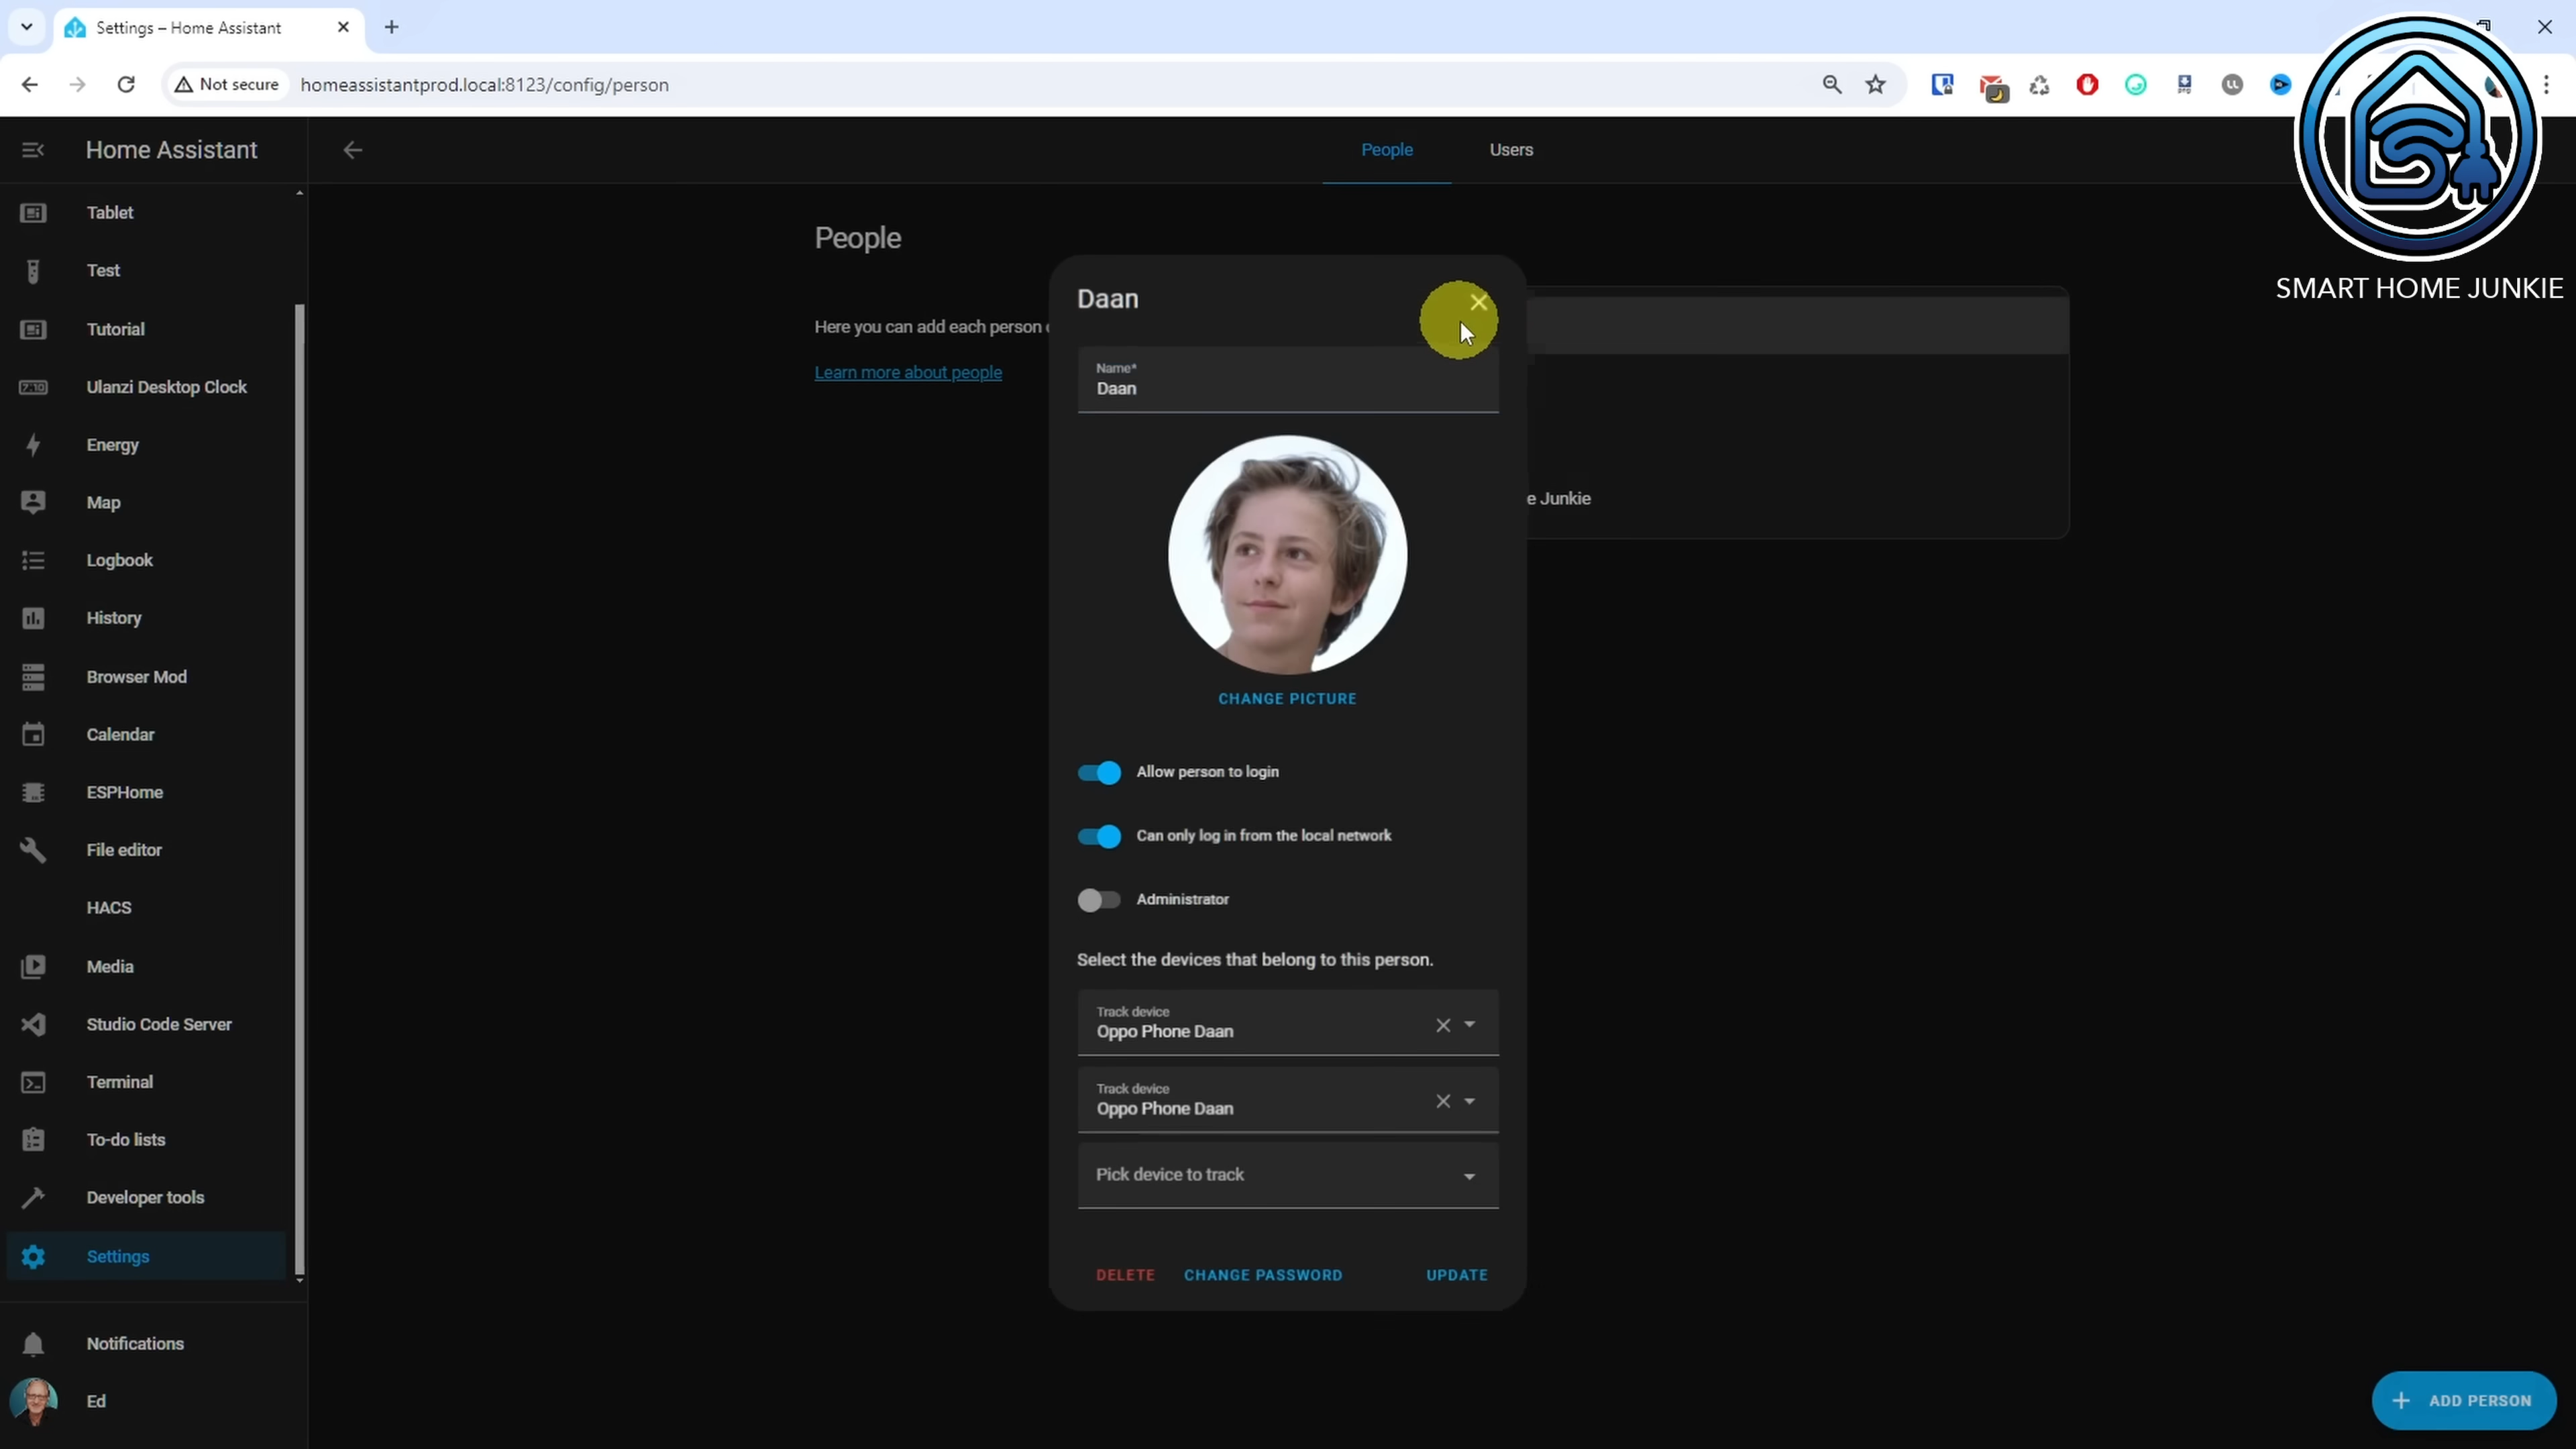 Settings – Home Assistant
Not secure
homeassistantprod.local:8123/config/person
SMART HOME JUNKIE
Home Assistant
Tablet
Test
Tutorial
Ulanzi Desktop Clock
Energy
Map
Logbook
History
Browser Mod
Calendar
ESPHome
File editor
HACS
Media
Studio Code Server
Terminal
To-do lists
Developer tools
Settings
Notifications
Ed
People
Users
People
Here you can add each person
Learn more about people
e Junkie
Daan
Name*
Daan
CHANGE PICTURE
Allow person to login
Can only log in from the local network
Administrator
Select the devices that belong to this person.
Track device
Oppo Phone Daan
Track device
Oppo Phone Daan
Pick device to track
DELETE
CHANGE PASSWORD
UPDATE
ADD PERSON